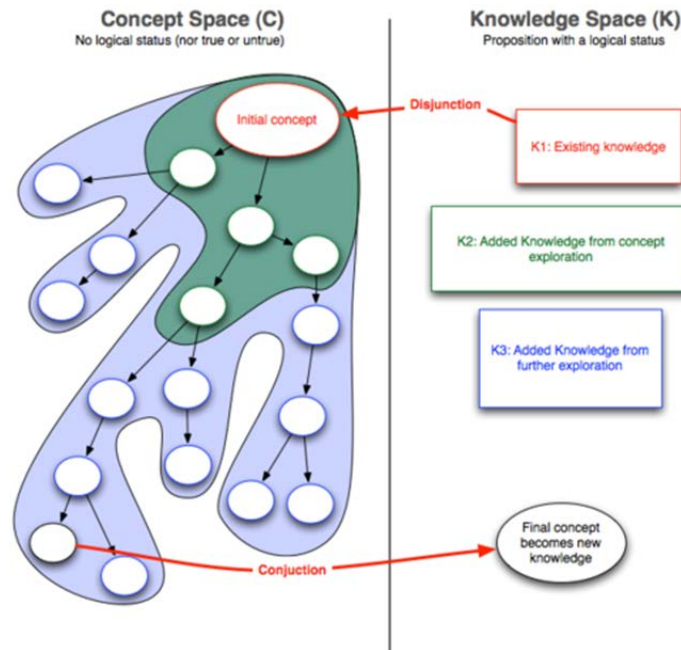 Concept Space (C)
No logical status (nor true or untrue)
Knowledge Space (K)
Proposition with a logical status
Initial concept
Disjunction
K1: Existing knowledge
K2: Added Knowledge from concept
exploration
K3: Added Knowledge from
further exploration
Final concept
becomes new
knowledge
Conjuction